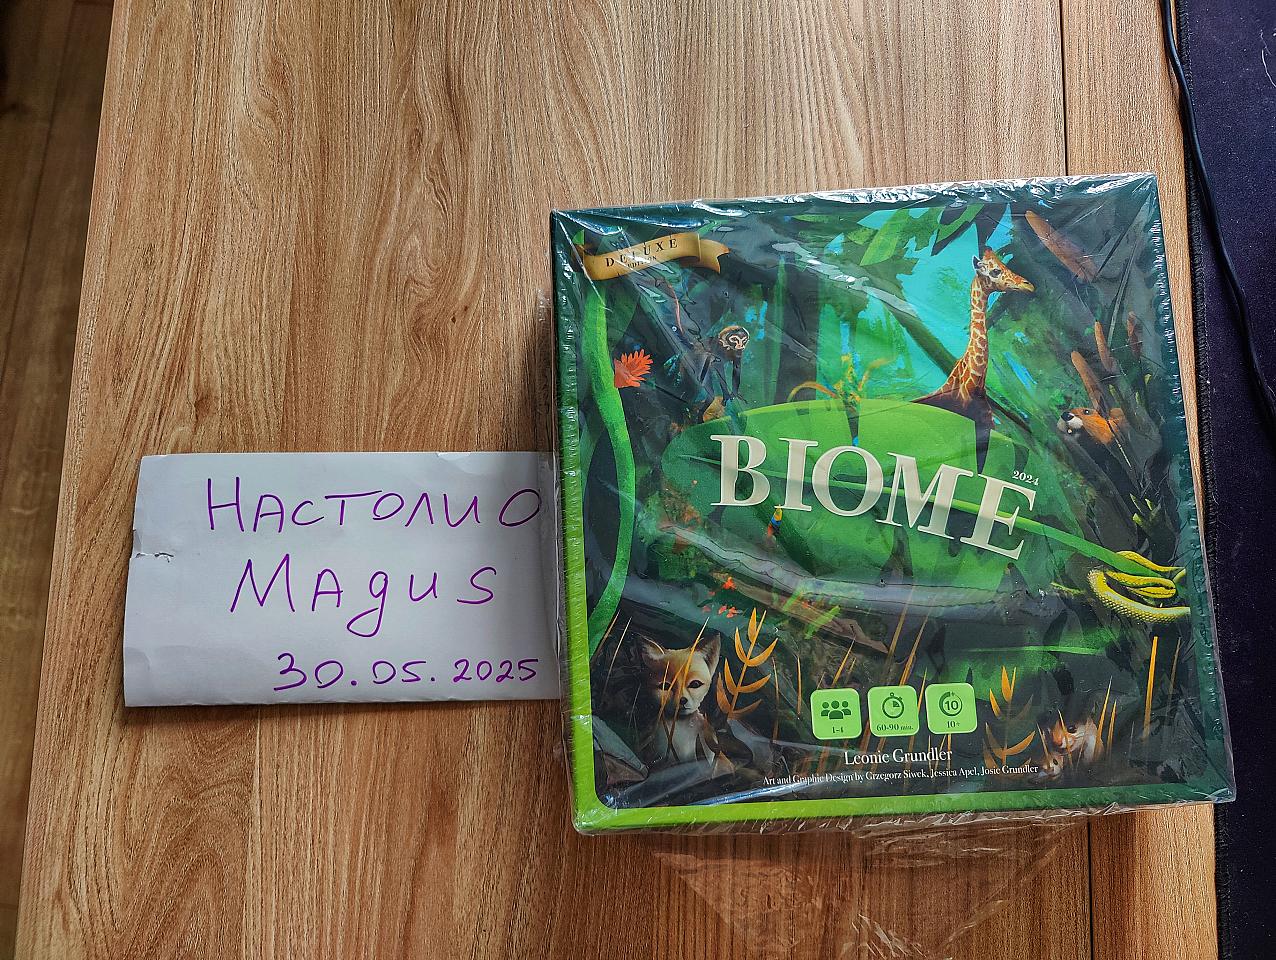 НАСТОЛИО
MAgUS
30.05.2025
DELUXE
EDITION
BIOME
2024
1-4
60-90 min.
10
10+
Leonie Grundler
Art and Graphic Design by Grzegorz Siwek, Jessica Apel, Josie Grundler